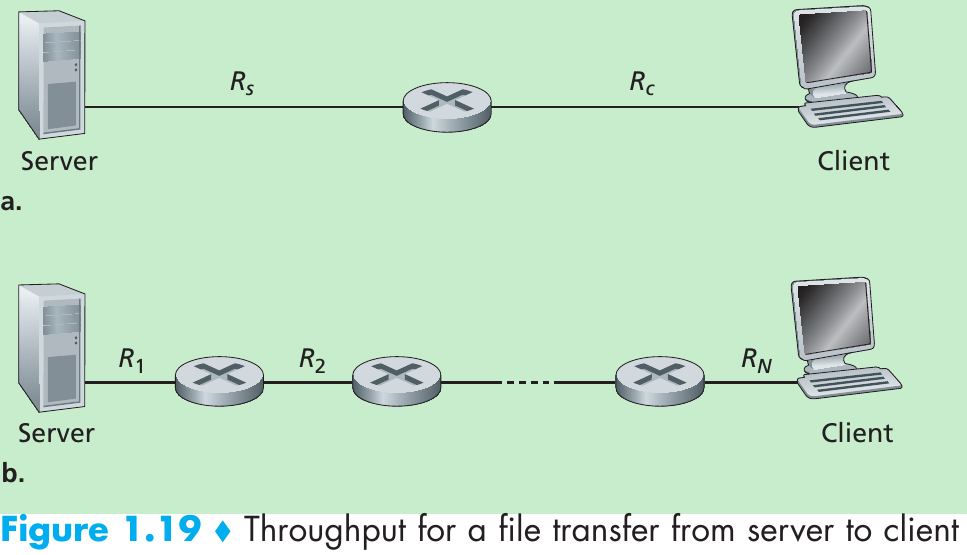 R_s R_c
Server Client
a.
R_1 R_2 R_N
Server Client
b.
Figure 1.19 ♦ Throughput for a file transfer from server to client